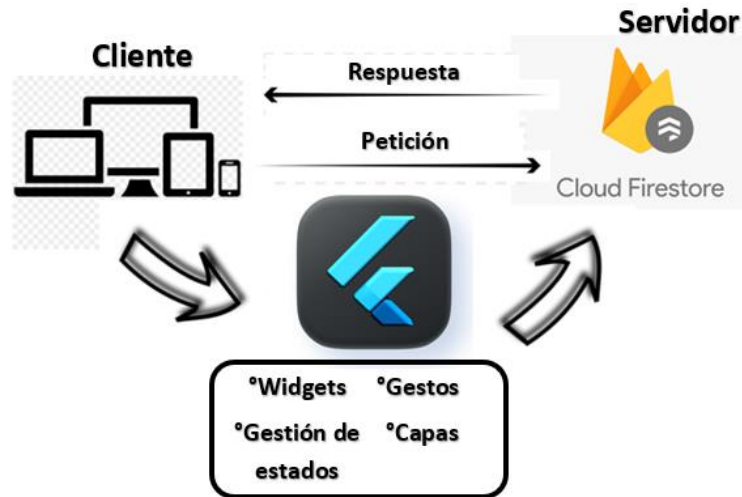 Servidor
Cliente
Respuesta
Petición
Cloud Firestore
°Widgets °Gestos
°Gestión de °Capas
estados